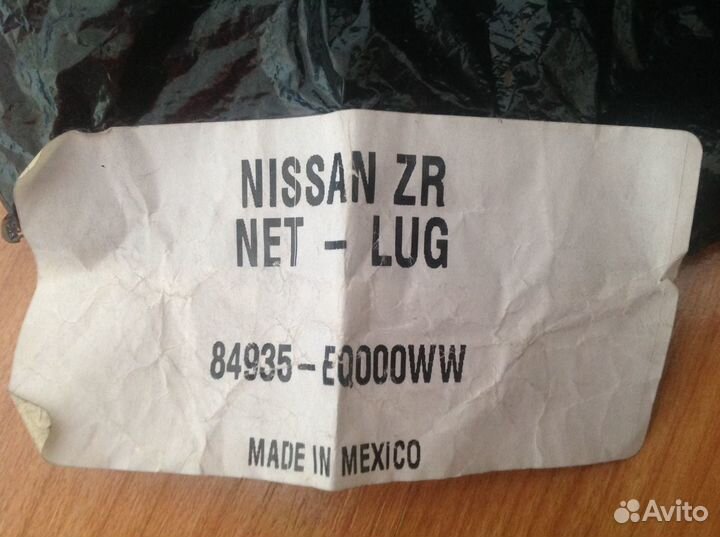 NISSAN ZR
NET - LUG
84935-EQ000WW
MADE IN MEXICO
Avito